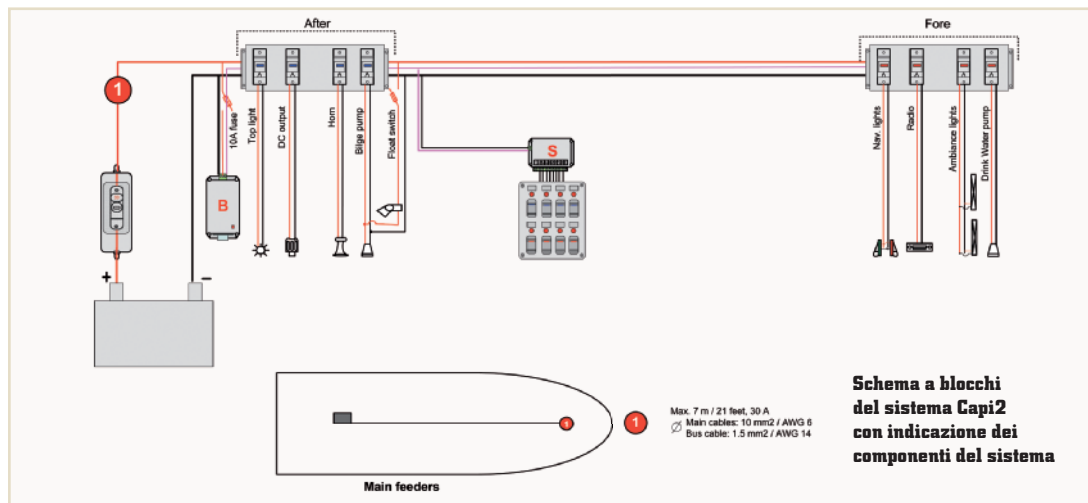 After
Fore
1
10A fuse
Top light
DC output
Horn
Bilge pump
Float switch
Nav. lights
Radio
Ambiance lights
Drink Water pump
B
S
+
–
1
1
Max. 7 m / 21 feet, 30 A
Main cables: 10 mm2 / AWG 6
Bus cable: 1.5 mm2 / AWG 14
Main feeders
Schema a blocchi
del sistema Capi2
con indicazione dei
componenti del sistema